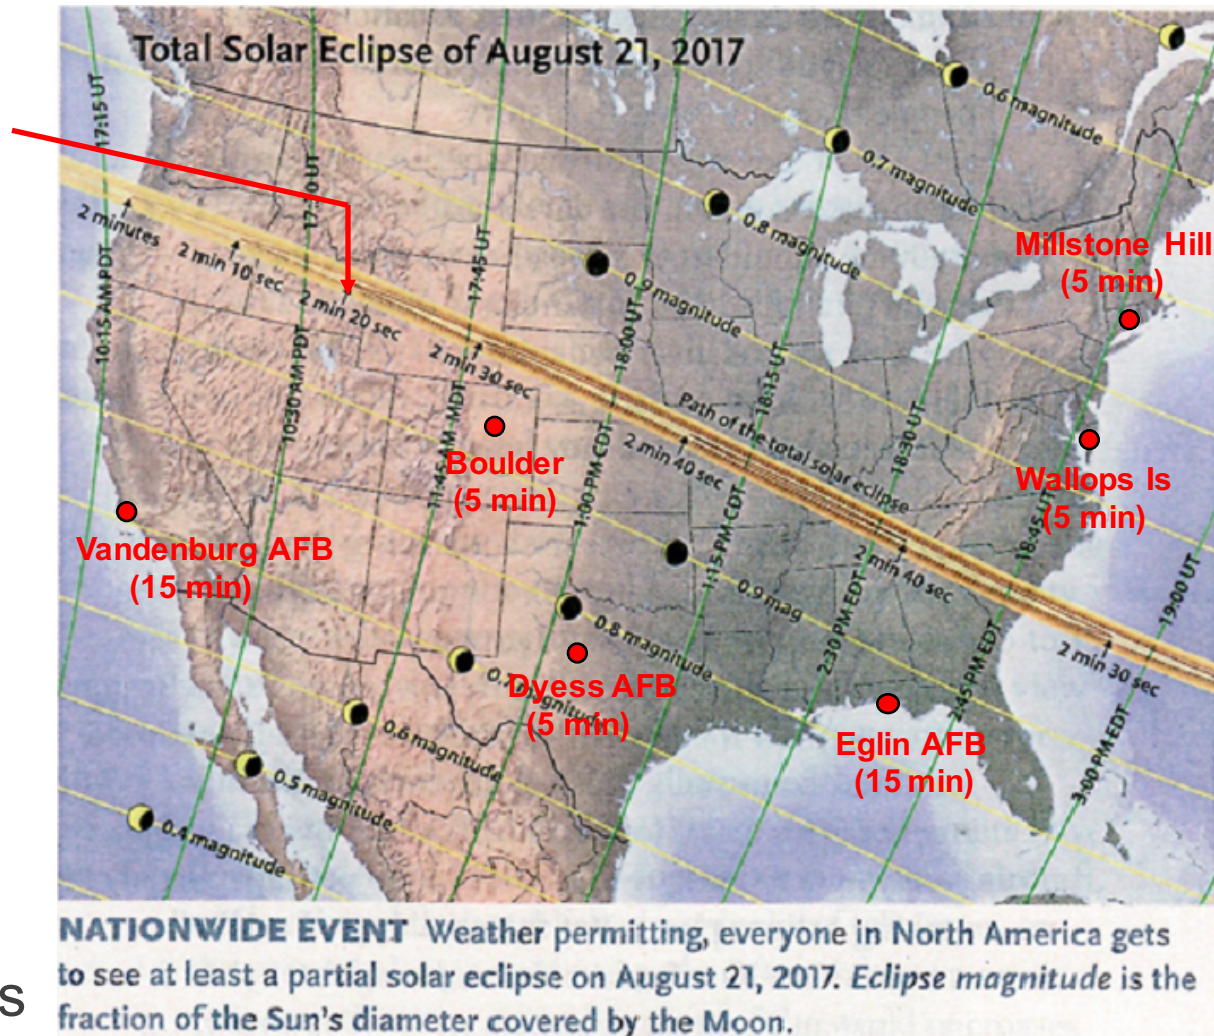 Total Solar Eclipse of August 21, 2017
17:15 UT
17:30 UT
17:45 UT
18:00 UT
18:15 UT
18:30 UT
18:45 UT
19:00 UT
0.6 magnitude
0.7 magnitude
0.8 magnitude
0.9 magnitude
Millstone Hill
(5 min)
2 minutes
2 min 10 sec
2 min 20 sec
2 min 30 sec
Path of the total solar eclipse
2 min 40 sec
2 min 40 sec
2 min 30 sec
10:15 AM PDT
10:30 AM PDT
11:45 AM MDT
1:00 PM CDT
1:15 PM CDT
2:30 PM EDT
2:45 PM EDT
3:00 PM EDT
Boulder
(5 min)
Wallops Is
(5 min)
Vandenburg AFB
(15 min)
0.9 mag
0.8 magnitude
0.7 magnitude
Dyess AFB
(5 min)
0.6 magnitude
Eglin AFB
(15 min)
0.5 magnitude
0.4 magnitude
NATIONWIDE EVENT Weather permitting, everyone in North America gets
to see at least a partial solar eclipse on August 21, 2017. Eclipse magnitude is the
s
fraction of the Sun's diameter covered by the Moon.